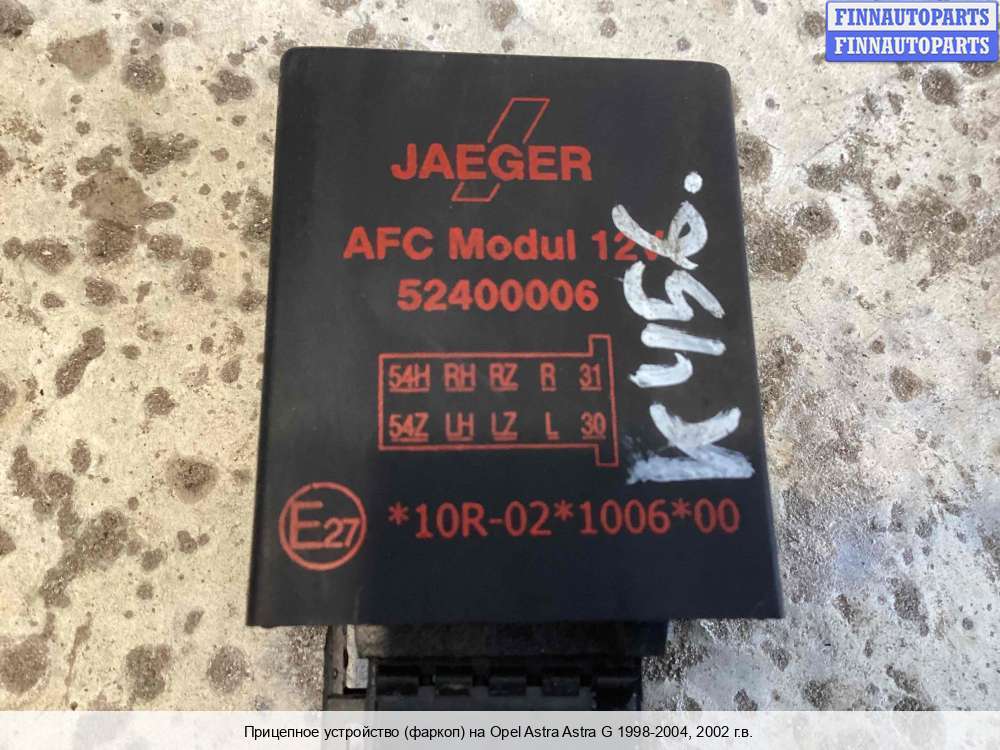 FINNAUTOPARTS
FINNAUTOPARTS
JAEGER
AFC Modul 12V
52400006
K 456.
54H RH RZ R 31
54Z LH LZ L 30
E27 *10R-02*1006*00
Прицепное устройство (фаркоп) на Opel Astra Astra G 1998-2004, 2002 г.в.